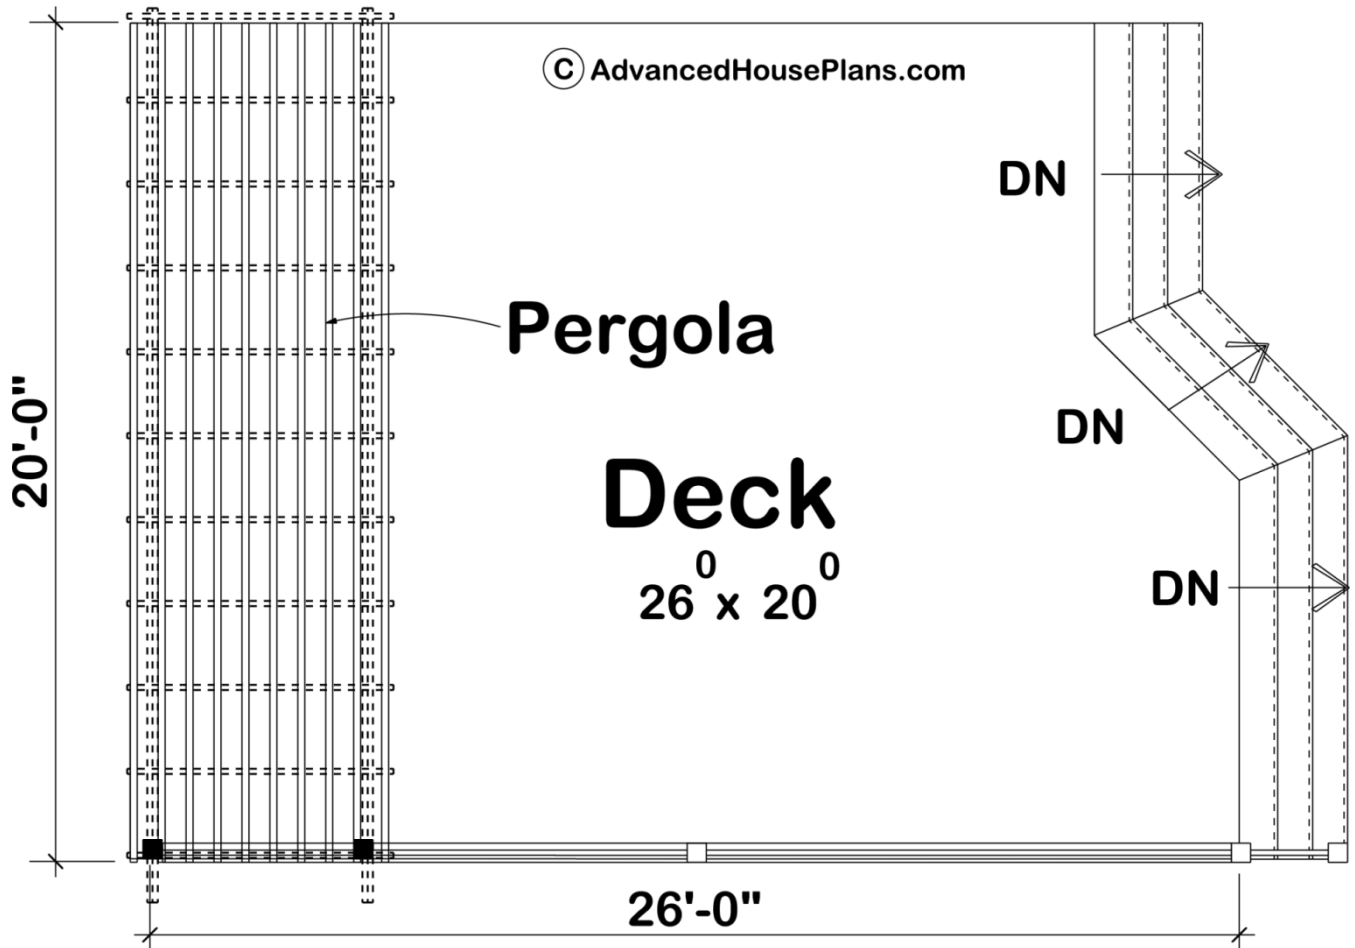 © AdvancedHousePlans.com
DN
Pergola
20'-0"
DN
Deck
26⁰ x 20⁰
DN
26'-0"